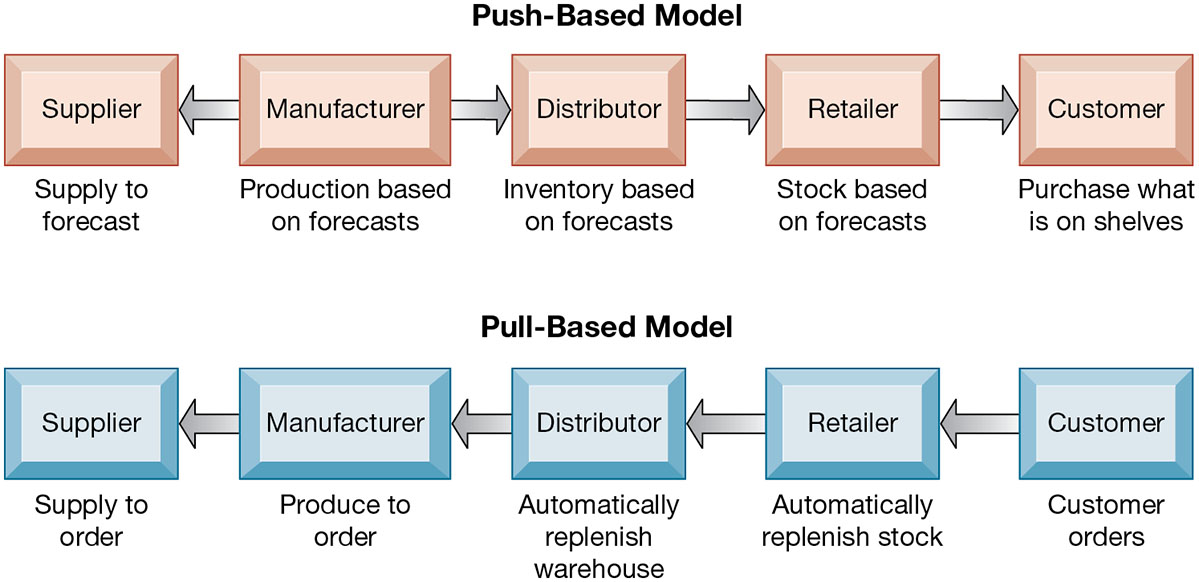 Push-Based Model
Supplier
Manufacturer
Distributor
Retailer
Customer
Supply to
forecast
Production based
on forecasts
Inventory based
on forecasts
Stock based
on forecasts
Purchase what
is on shelves
Pull-Based Model
Supplier
Manufacturer
Distributor
Retailer
Customer
Supply to
order
Produce to
order
Automatically
replenish
warehouse
Automatically
replenish stock
Customer
orders